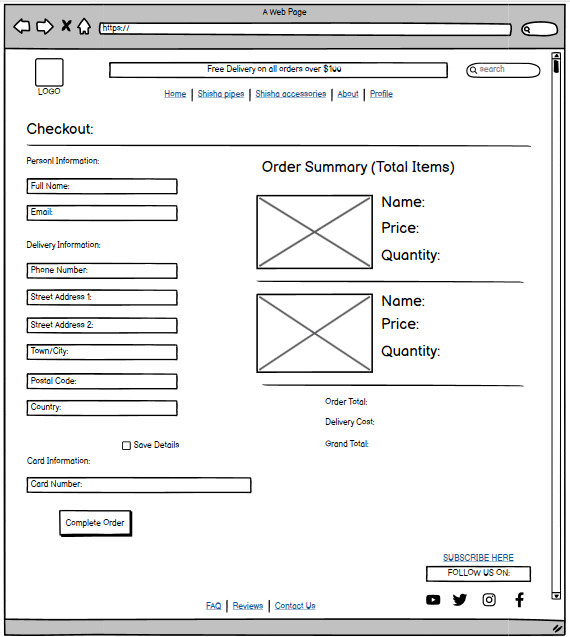 A Web Page
https://
Free Delivery on all orders over $100
search
LOGO
Home | Shisha pipes | Shisha accessories | About | Profile
Checkout:
Personl Information:
Full Name:
Email:
Delivery Information:
Phone Number:
Street Address 1:
Street Address 2:
Town/City:
Postal Code:
Country:
Save Details
Card Information:
Card Number:
Complete Order
Order Summary (Total Items)
Name:
Price:
Quantity:
Name:
Price:
Quantity:
Order Total:
Delivery Cost:
Grand Total:
SUBSCRIBE HERE
FOLLOW US ON:
FAQ | Reviews | Contact Us